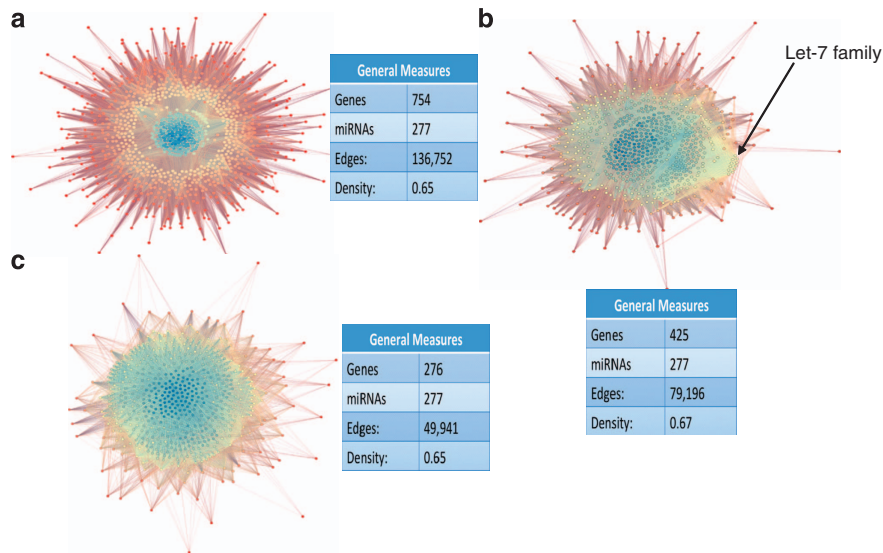 a
General Measures
Genes 754
miRNAs 277
Edges: 136,752
Density: 0.65
b
Let-7 family
General Measures
Genes 425
miRNAs 277
Edges: 79,196
Density: 0.67
c
General Measures
Genes 276
miRNAs 277
Edges: 49,941
Density: 0.65